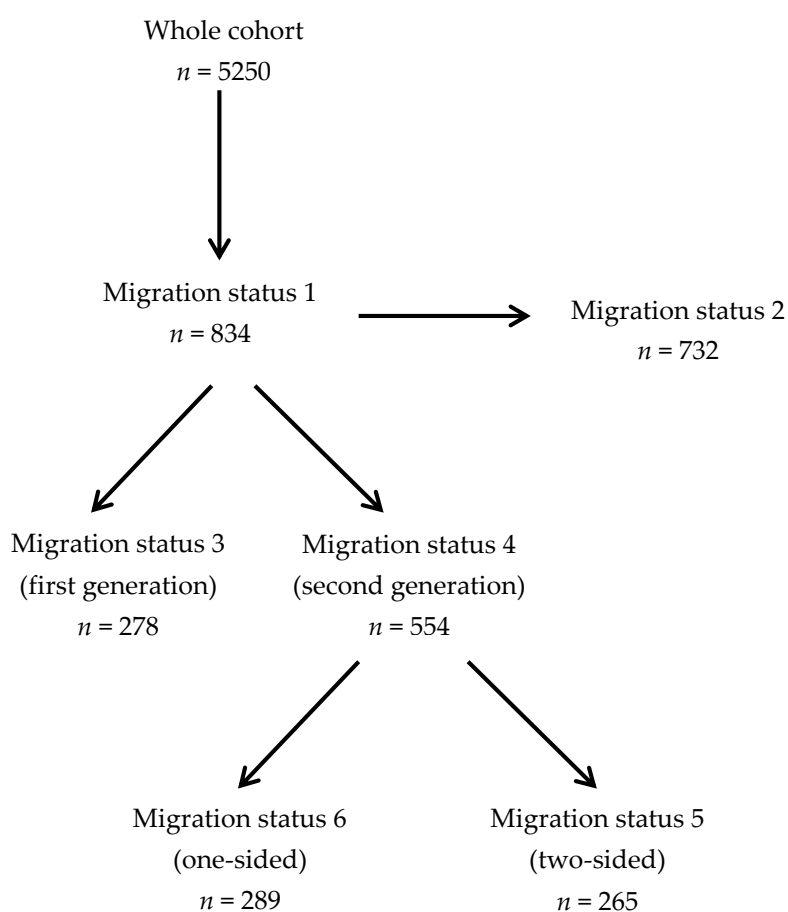 Whole cohort
n = 5250
Migration status 1
n = 834
Migration status 2
n = 732
Migration status 3
(first generation)
n = 278
Migration status 4
(second generation)
n = 554
Migration status 6
(one-sided)
n = 289
Migration status 5
(two-sided)
n = 265